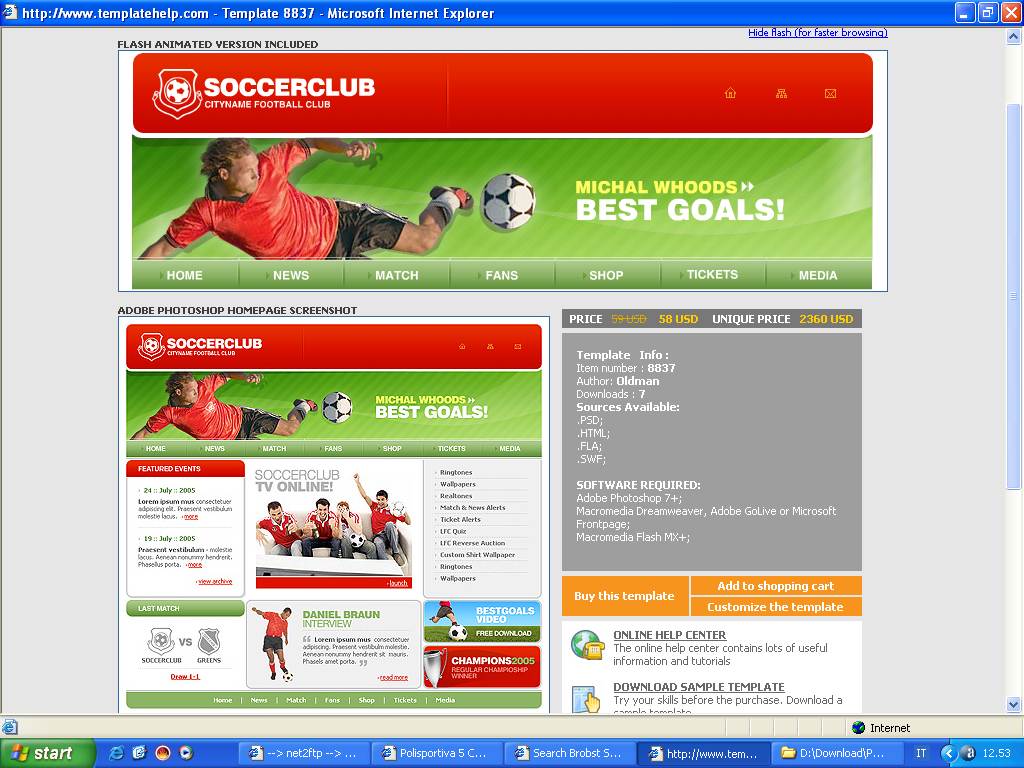 http://www.templatehelp.com - Template 8837 - Microsoft Internet Explorer
Hide flash (for faster browsing)
FLASH ANIMATED VERSION INCLUDED
SOCCERCLUB
CITYNAME FOOTBALL CLUB
MICHAL WHOODS
BEST GOALS!
HOME NEWS MATCH FANS SHOP TICKETS MEDIA
ADOBE PHOTOSHOP HOMEPAGE SCREENSHOT
SOCCERCLUB
CITYNAME FOOTBALL CLUB
MICHAL WHOODS
BEST GOALS!
HOME NEWS MATCH FANS SHOP TICKETS MEDIA
FEATURED EVENTS
24 :: July :: 2005
Lorem ipsum mus consectetuer
adipiscing elit. Praesent vestibulum
molestie lacus. more
19 :: July :: 2005
Praesent vestibulum - molestie
lacus. Aenean nonummy hendrerit.
Phasellus porta. more
view archive
SOCCERCLUB
TV ONLINE!
launch
Ringtones
Wallpapers
Realtones
Match & News Alerts
Ticket Alerts
LFC Quiz
LFC Reverse Auction
Custom Shirt Wallpaper
Ringtones
Wallpapers
LAST MATCH
VS
SOCCERCLUB GREENS
Draw 1-1
DANIEL BRAUN
INTERVIEW
Lorem ipsum mus consectetuer
adipiscing elit. Praesent vestibulum.
Aenean nonummy hendrerit sit mauris.
Phasels amet porta.
read more
BESTGOALS
VIDEO
FREE DOWNLOAD
CHAMPIONS2005
REGULAR CHAMPIOSHIP
WINNER
Home | News | Match | Fans | Shop | Tickets | Media
PRICE 59 USD 58 USD UNIQUE PRICE 2360 USD
Template Info :
Item number : 8837
Author: Oldman
Downloads : 7
Sources Available:
.PSD;
.HTML;
.FLA;
.SWF;
SOFTWARE REQUIRED:
Adobe Photoshop 7+;
Macromedia Dreamweaver, Adobe GoLive or Microsoft
Frontpage;
Macromedia Flash MX+;
Buy this template
Add to shopping cart
Customize the template
ONLINE HELP CENTER
The online help center contains lots of useful
information and tutorials
DOWNLOAD SAMPLE TEMPLATE
Try your skills before the purchase. Download a
sample template
Internet
start
--> net2ftp --> ...
Polisportiva 5 C...
Search Brobst S...
http://www.tem...
D:\Download\P...
IT
12.53